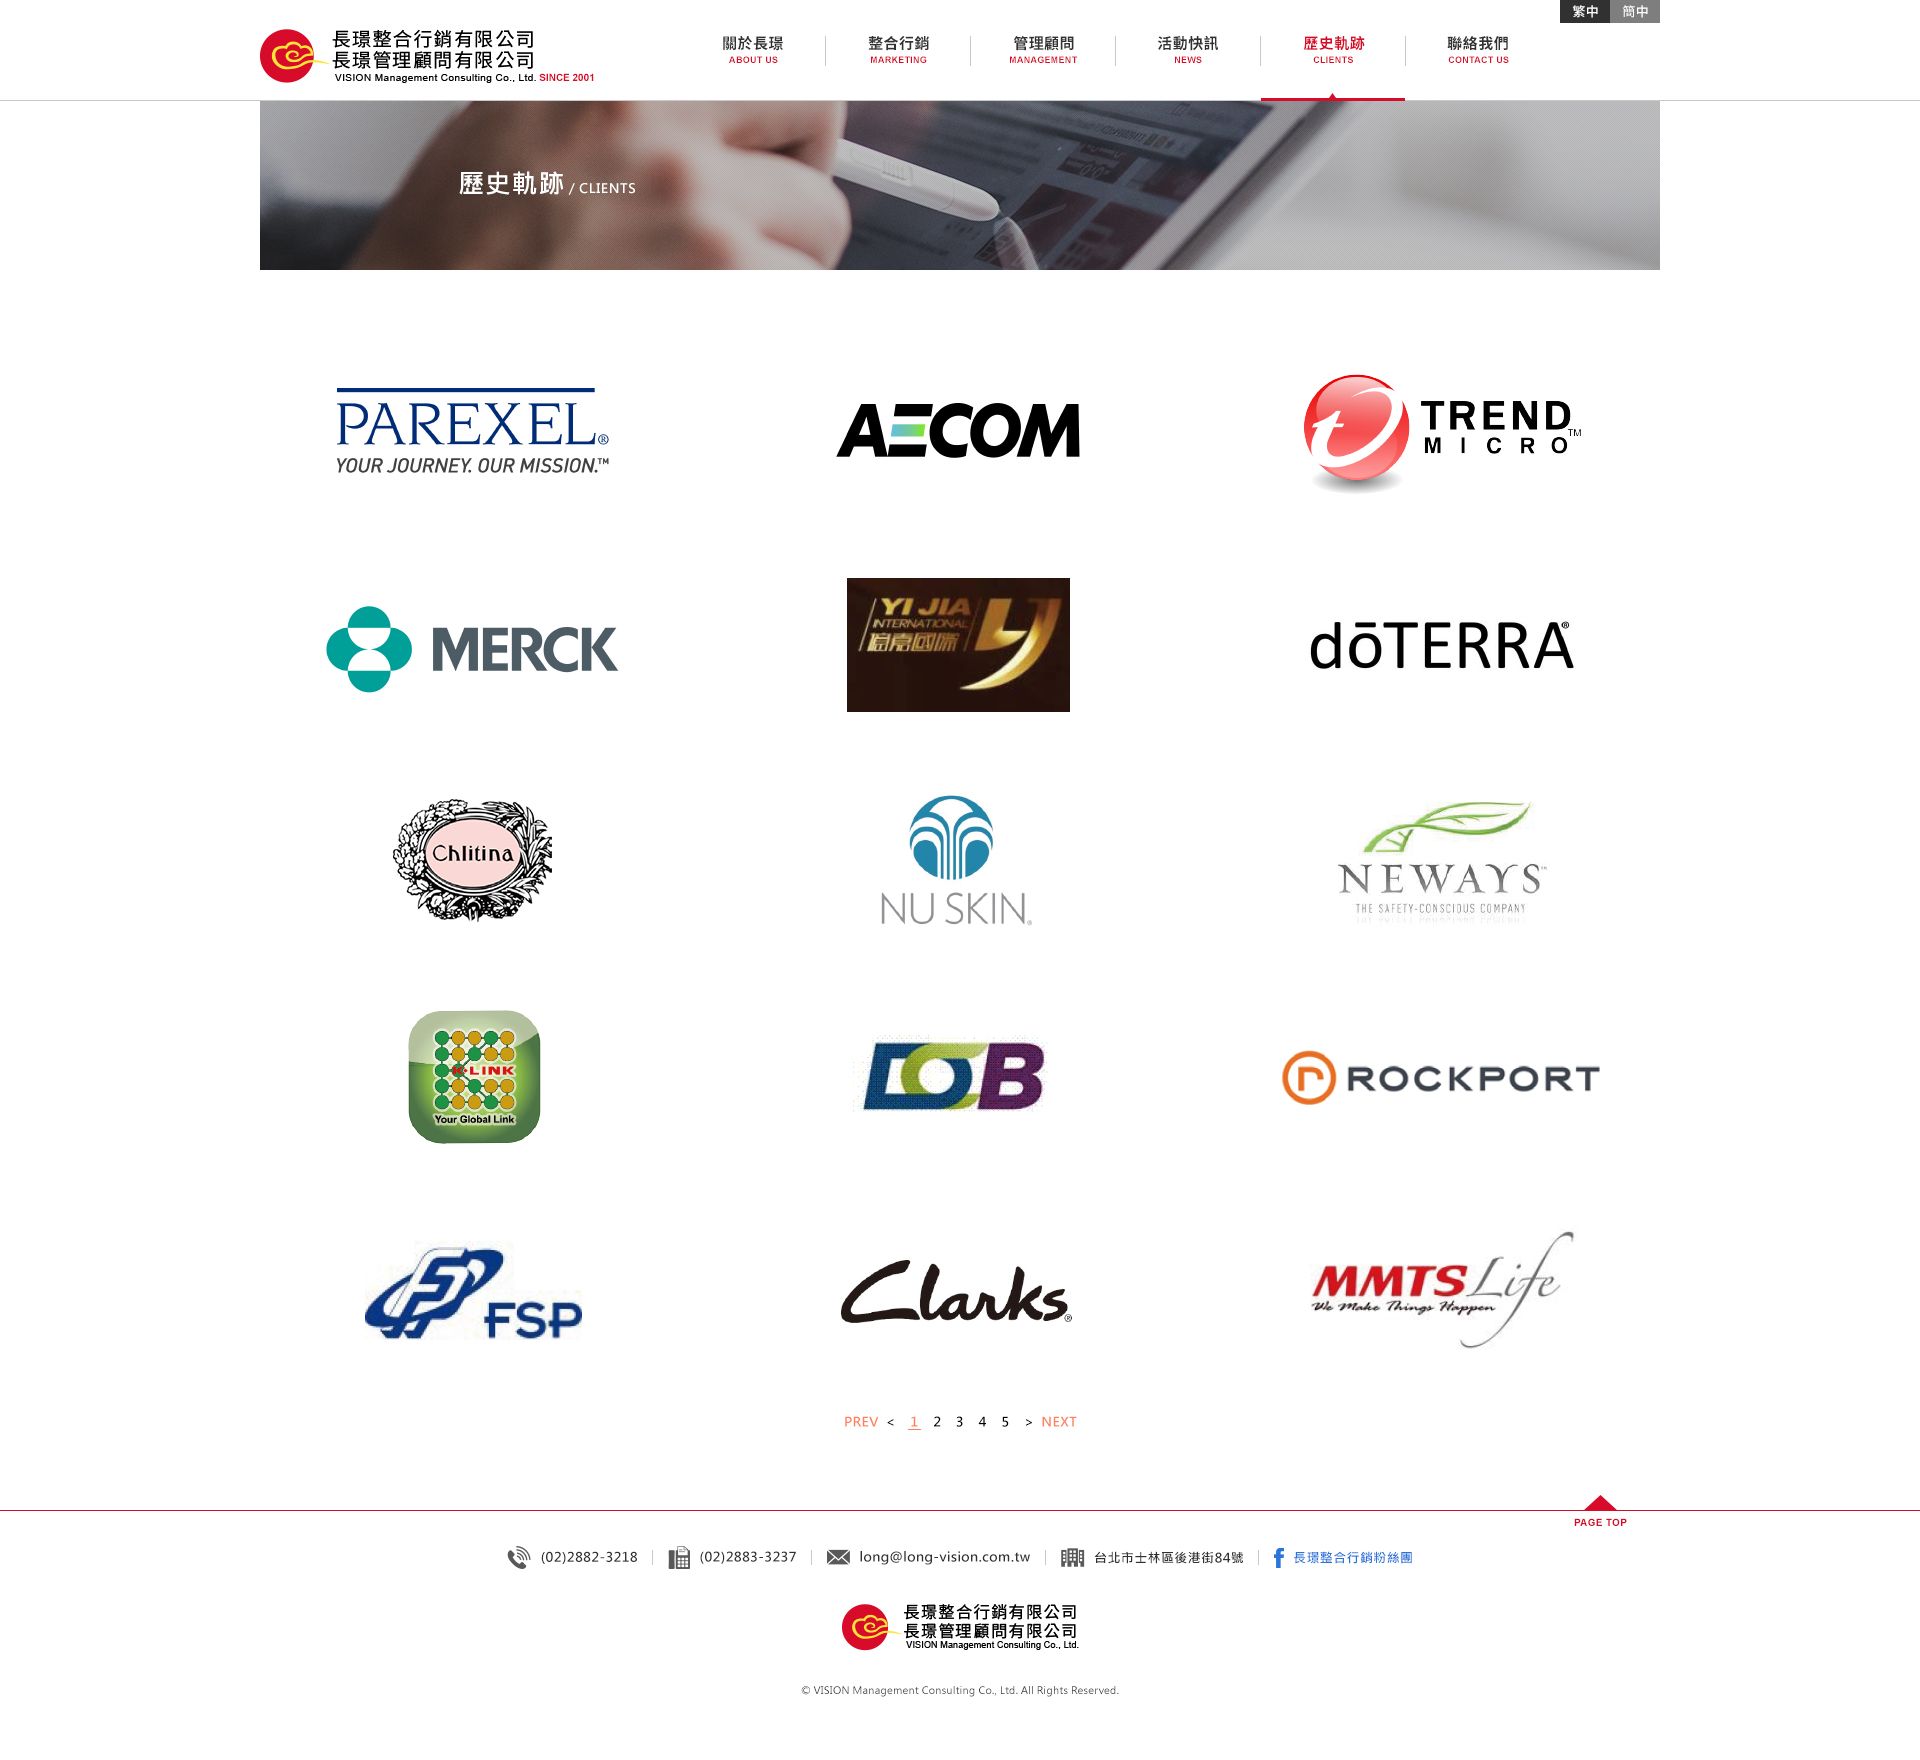 繁中 簡中
長璟整合行銷有限公司
長璟管理顧問有限公司
VISION Management Consulting Co., Ltd. SINCE 2001
關於長璟 整合行銷 管理顧問 活動快訊 歷史軌跡 聯絡我們
ABOUT US MARKETING MANAGEMENT NEWS CLIENTS CONTACT US
歷史軌跡 / CLIENTS
PAREXEL®
YOUR JOURNEY. OUR MISSION.™
AECOM
TREND
MICRO™
MERCK
YI JIA
INTERNATIONAL
dōTERRA®
Chlitina
NU SKIN®
NEWAYS™
THE SAFETY-CONSCIOUS COMPANY
K-LINK
Your Global Link
ROCKPORT
FSP
Clarks®
MMTS Life
We Make Things Happen
PREV < 1 2 3 4 5 > NEXT
PAGE TOP
(02)2882-3218 (02)2883-3237 long@long-vision.com.tw 台北市士林區後港街84號 長璟整合行銷粉絲團
長璟整合行銷有限公司
長璟管理顧問有限公司
VISION Management Consulting Co., Ltd.
© VISION Management Consulting Co., Ltd. All Rights Reserved.